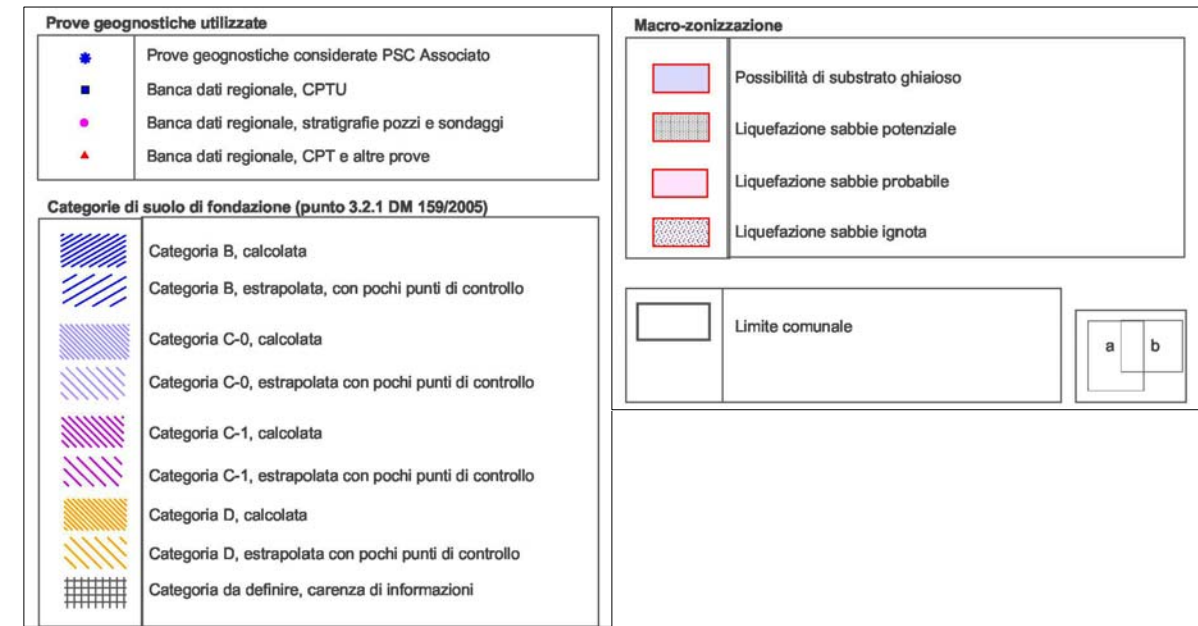 Prove geognostiche utilizzate
Prove geognostiche considerate PSC Associato
Banca dati regionale, CPTU
Banca dati regionale, stratigrafie pozzi e sondaggi
Banca dati regionale, CPT e altre prove
Categorie di suolo di fondazione (punto 3.2.1 DM 159/2005)
Categoria B, calcolata
Categoria B, estrapolata, con pochi punti di controllo
Categoria C-0, calcolata
Categoria C-0, estrapolata con pochi punti di controllo
Categoria C-1, calcolata
Categoria C-1, estrapolata con pochi punti di controllo
Categoria D, calcolata
Categoria D, estrapolata con pochi punti di controllo
Categoria da definire, carenza di informazioni
Macro-zonizzazione
Possibilità di substrato ghiaioso
Liquefazione sabbie potenziale
Liquefazione sabbie probabile
Liquefazione sabbie ignota
Limite comunale
a b